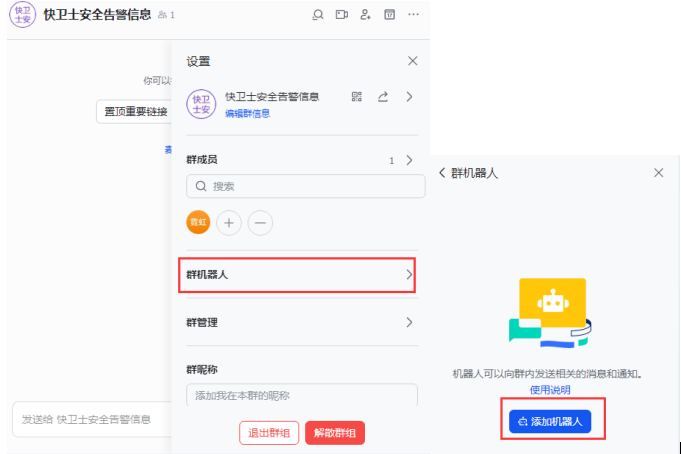 快卫
士安
快卫士安全告警信息
1
17
你可以
置顶重要链接
发送给 快卫士安全告警信息
设置
快卫
士安
快卫士安全告警信息
编辑群信息
群成员
1
搜索
霓虹
群机器人
群管理
群昵称
添加我在本群的昵称
退出群组
解散群组
群机器人
机器人可以向群内发送相关的消息和通知。
使用说明
添加机器人